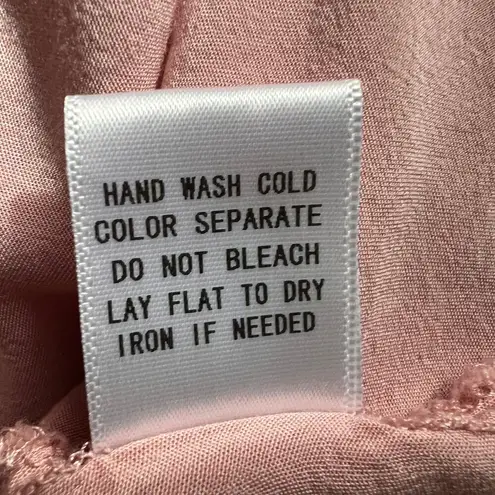 HAND WASH COLD
COLOR SEPARATE
DO NOT BLEACH
LAY FLAT TO DRY
IRON IF NEEDED